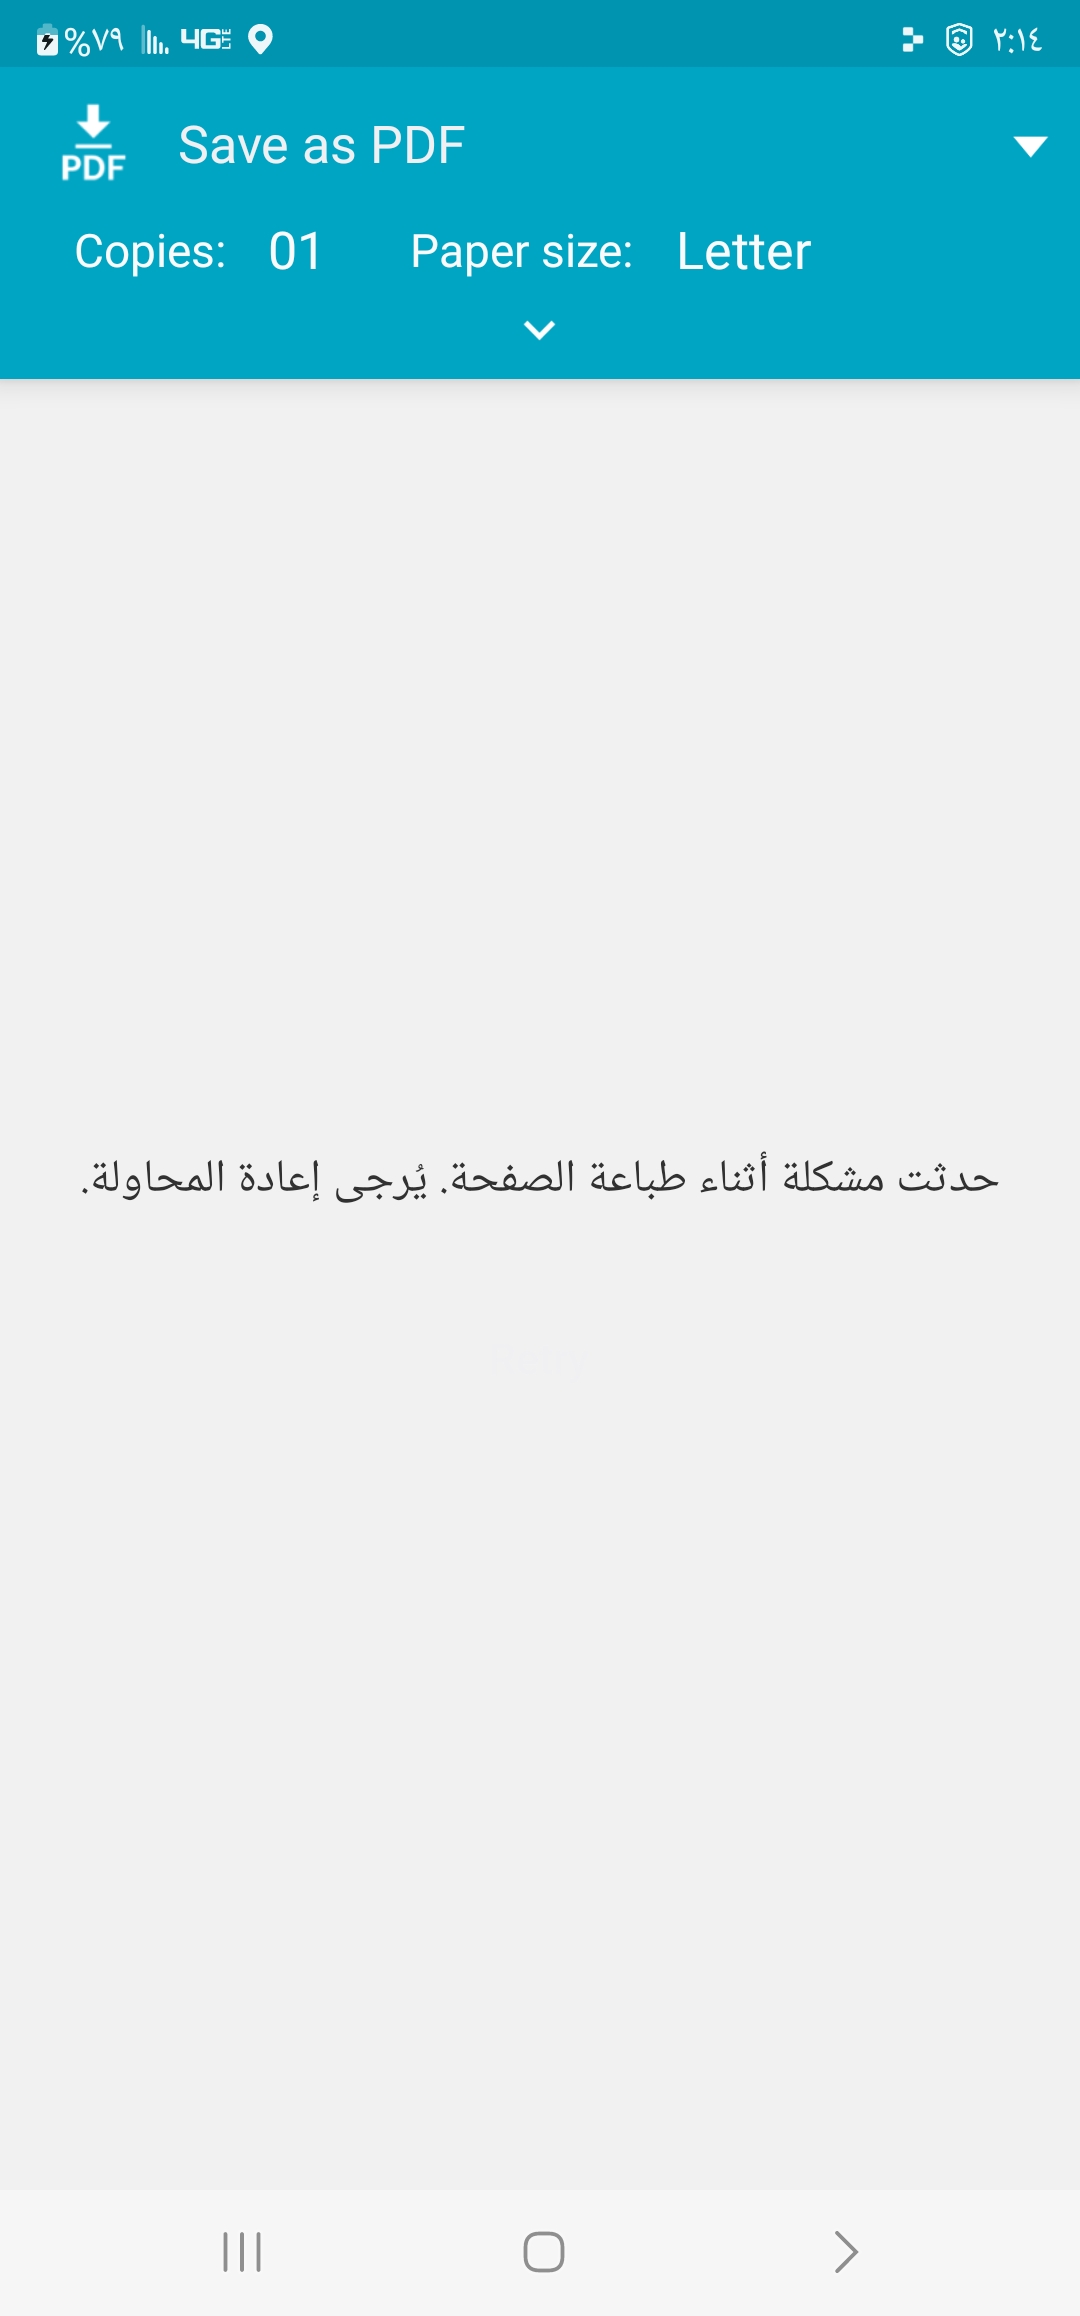 %٧٩ 4G LTE ٢:١٤
PDF Save as PDF
Copies: 01 Paper size: Letter
حدثت مشكلة أثناء طباعة الصفحة. يُرجى إعادة المحاولة.